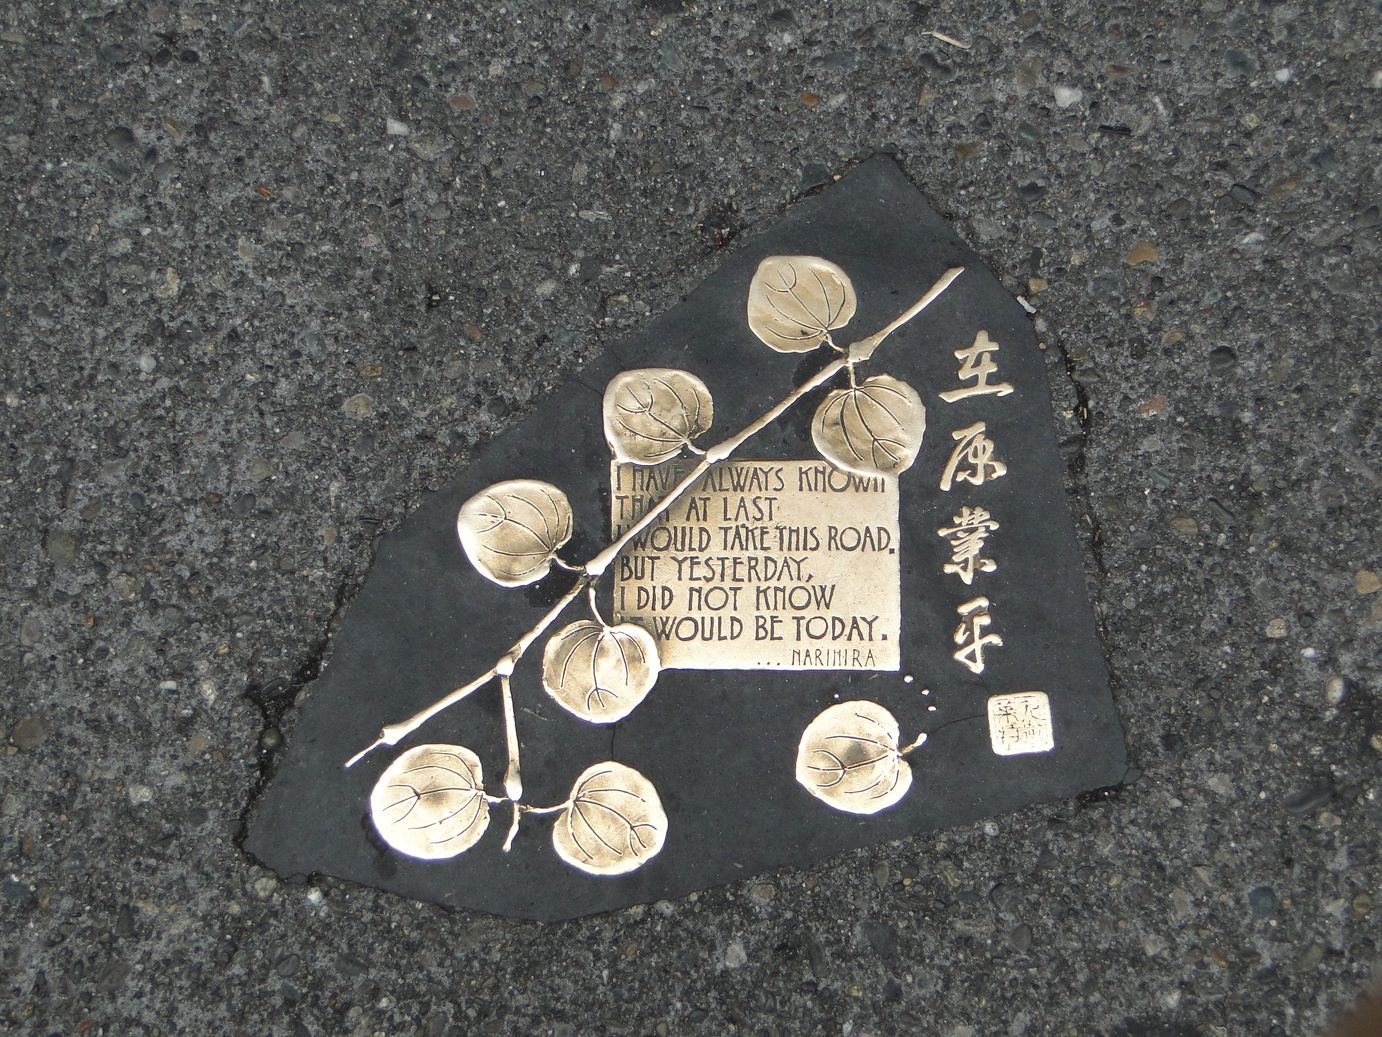 I HAVE ALWAYS KNOWN
THAT AT LAST
I WOULD TAKE THIS ROAD.
BUT YESTERDAY,
I DID NOT KNOW
IT WOULD BE TODAY.
... NARIHIRA
在原業平